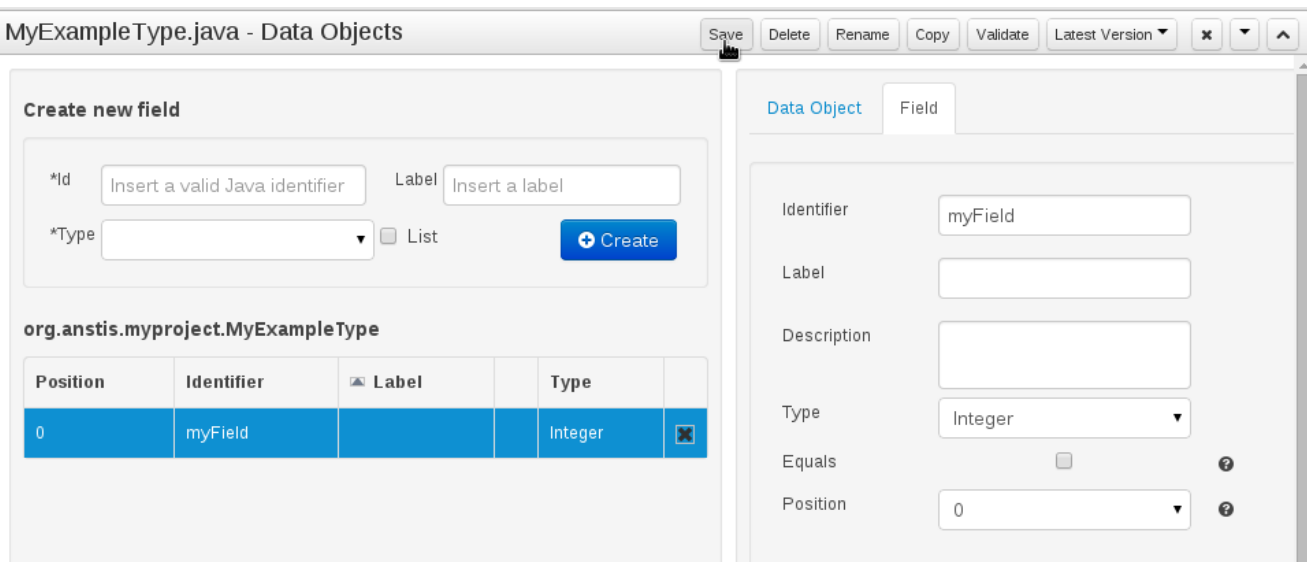 MyExampleType.java - Data Objects
Save Delete Rename Copy Validate Latest Version
Create new field
*Id Insert a valid Java identifier Label Insert a label
*Type List Create
org.anstis.myproject.MyExampleType
Position Identifier Label Type
0 myField Integer
Data Object Field
Identifier myField
Label
Description
Type Integer
Equals
Position 0